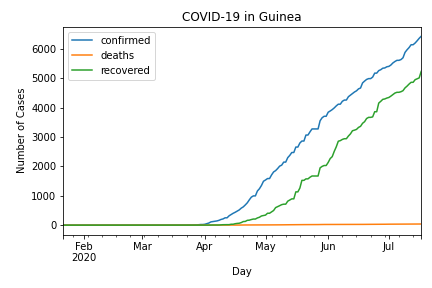 COVID-19 in Guinea
confirmed
deaths
recovered
Number of Cases
6000
5000
4000
3000
2000
1000
0
Feb
2020
Mar
Apr
May
Jun
Jul
Day